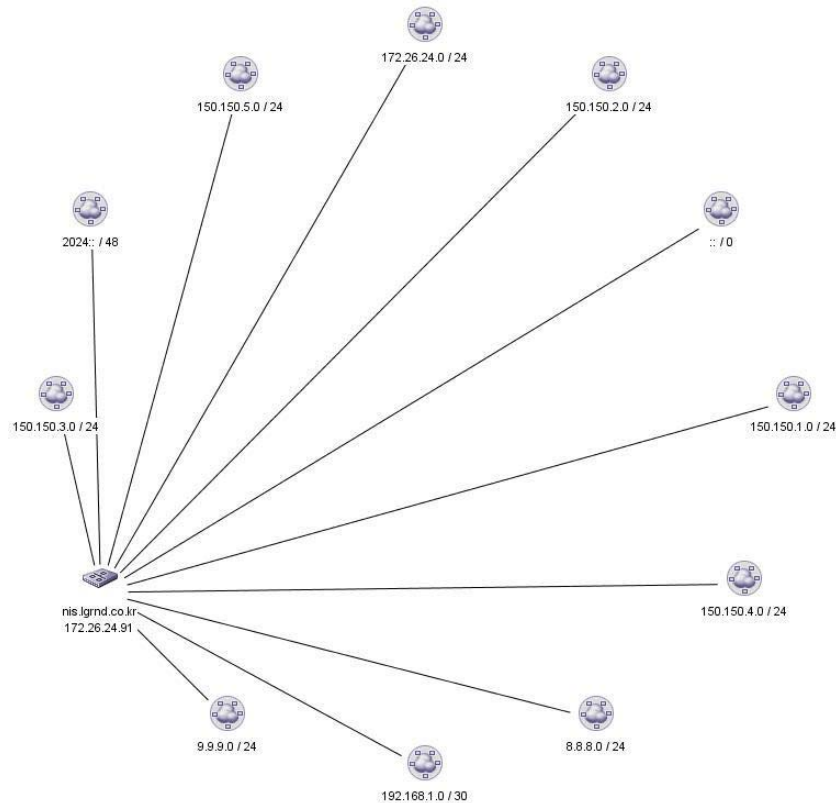 172.26.24.0 / 24
150.150.5.0 / 24
150.150.2.0 / 24
2024:: / 48
:: / 0
150.150.3.0 / 24
150.150.1.0 / 24
nis.lgrnd.co.kr
172.26.24.91
150.150.4.0 / 24
9.9.9.0 / 24
8.8.8.0 / 24
192.168.1.0 / 30